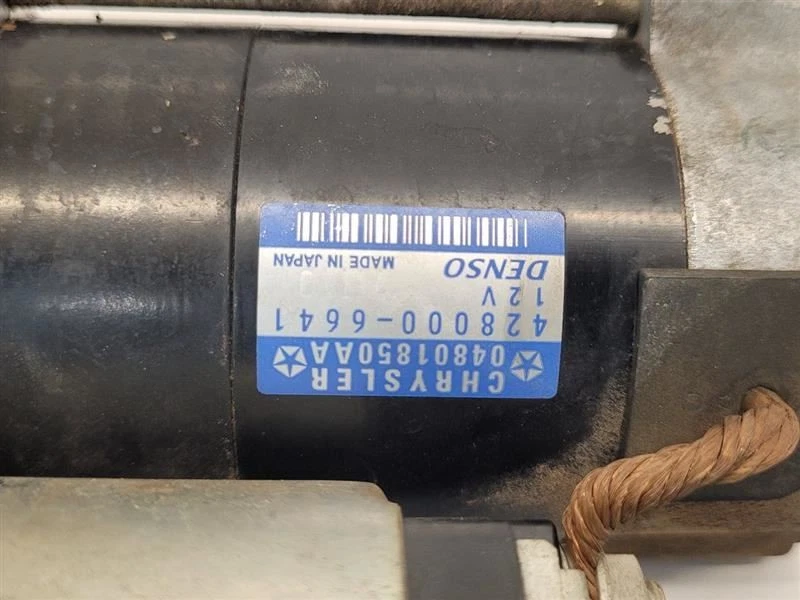 CHRYSLER
04801850AA
428000-6641
12V
DENSO MADE IN JAPAN